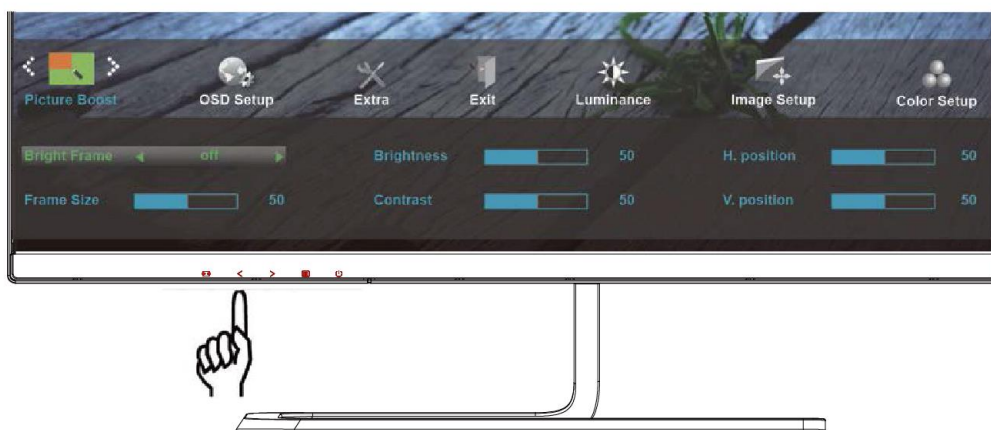 Picture Boost OSD Setup Extra Exit Luminance Image Setup Color Setup
Bright Frame off Brightness 50 H. position 50
Frame Size 50 Contrast 50 V. position 50